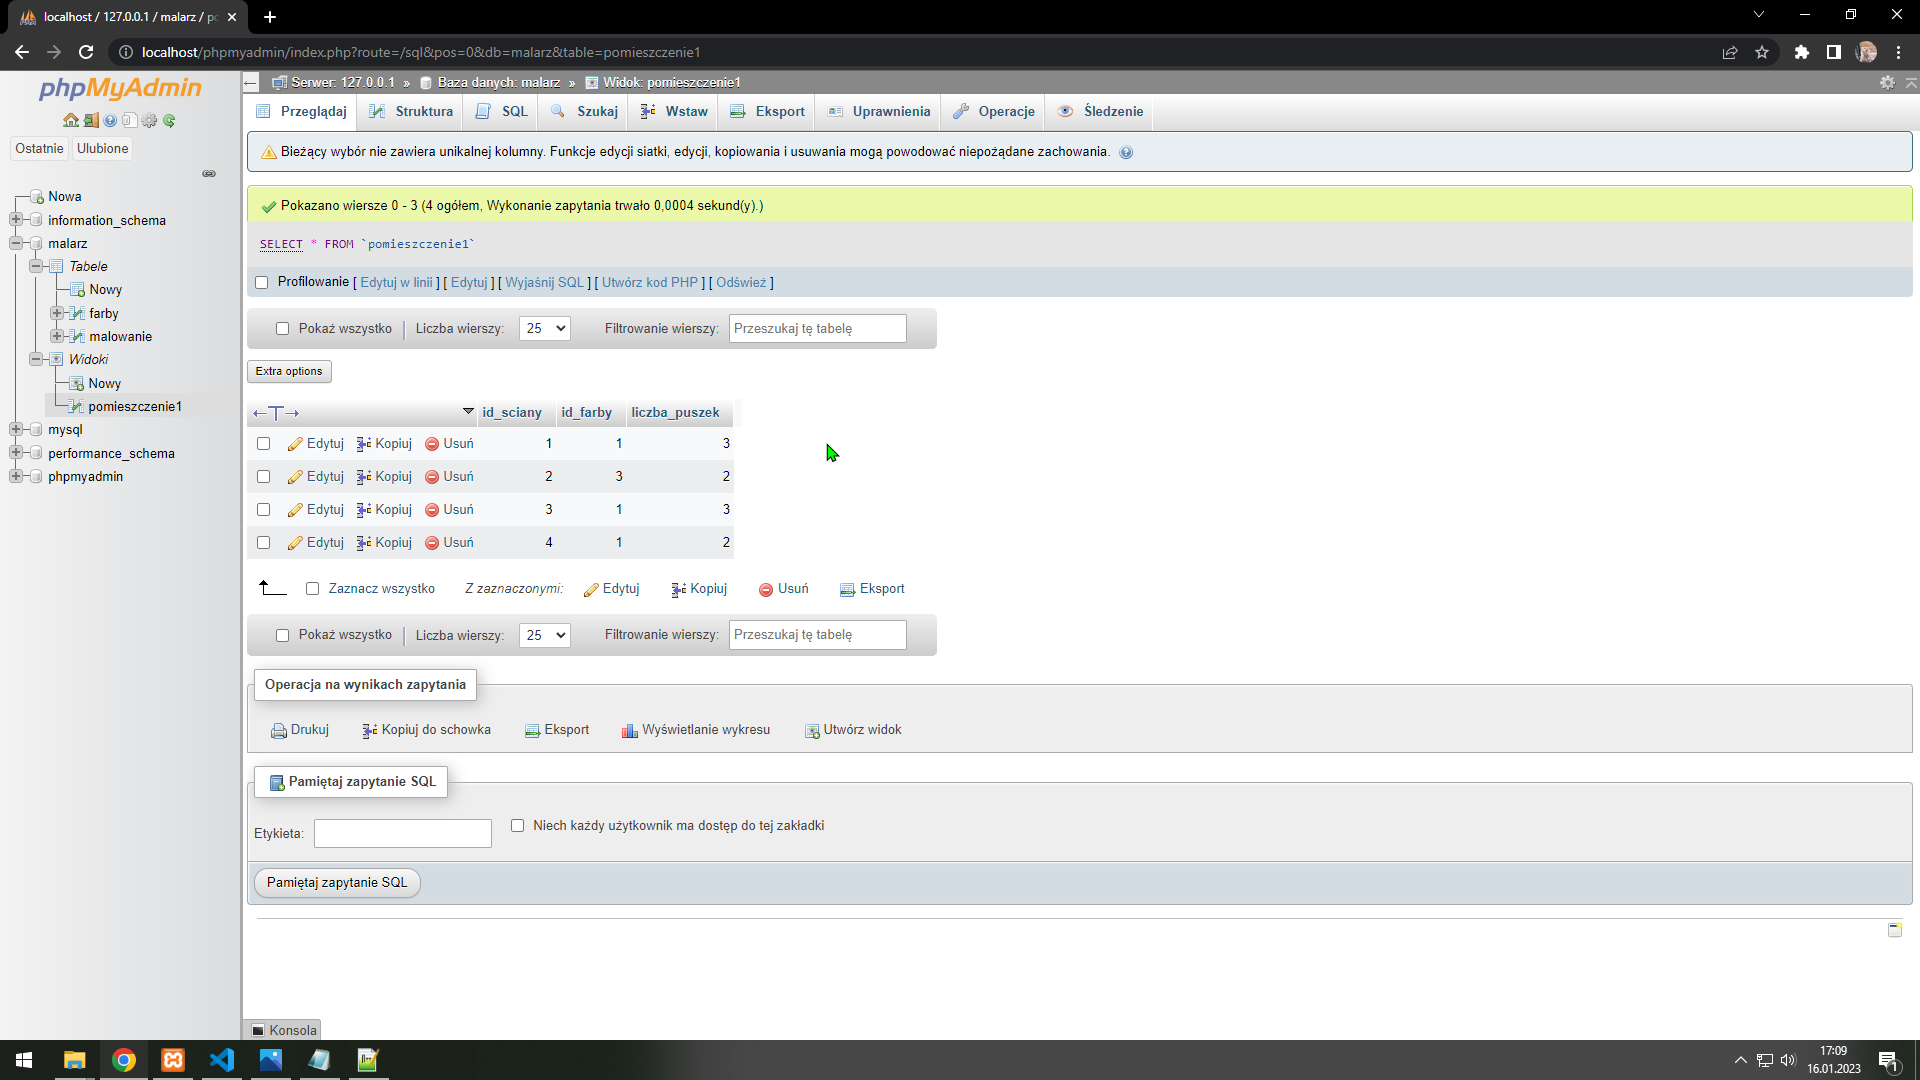 localhost / 127.0.0.1 / malarz / po
localhost/phpmyadmin/index.php?route=/sql&pos=0&db=malarz&table=pomieszczenie1
phpMyAdmin
Ostatnie Ulubione
Nowa
information_schema
malarz
Tabele
Nowy
farby
malowanie
Widoki
Nowy
pomieszczenie1
mysql
performance_schema
phpmyadmin
Serwer: 127.0.0.1 » Baza danych: malarz » Widok: pomieszczenie1
Przeglądaj Struktura SQL Szukaj Wstaw Eksport Uprawnienia Operacje Śledzenie
Bieżący wybór nie zawiera unikalnej kolumny. Funkcje edycji siatki, edycji, kopiowania i usuwania mogą powodować niepożądane zachowania.
Pokazano wiersze 0 - 3 (4 ogółem, Wykonanie zapytania trwało 0,0004 sekund(y).)
SELECT * FROM `pomieszczenie1`
Profilowanie [ Edytuj w linii ] [ Edytuj ] [ Wyjaśnij SQL ] [ Utwórz kod PHP ] [ Odśwież ]
Pokaż wszystko | Liczba wierszy: 25 Filtrowanie wierszy: Przeszukaj tę tabelę
Extra options
←T→ id_sciany id_farby liczba_puszek
Edytuj Kopiuj Usuń 1 1 3
Edytuj Kopiuj Usuń 2 3 2
Edytuj Kopiuj Usuń 3 1 3
Edytuj Kopiuj Usuń 4 1 2
Zaznacz wszystko Z zaznaczonymi: Edytuj Kopiuj Usuń Eksport
Pokaż wszystko | Liczba wierszy: 25 Filtrowanie wierszy: Przeszukaj tę tabelę
Operacja na wynikach zapytania
Drukuj Kopiuj do schowka Eksport Wyświetlanie wykresu Utwórz widok
Pamiętaj zapytanie SQL
Etykieta: Niech każdy użytkownik ma dostęp do tej zakładki
Pamiętaj zapytanie SQL
Konsola
17:09
16.01.2023
1